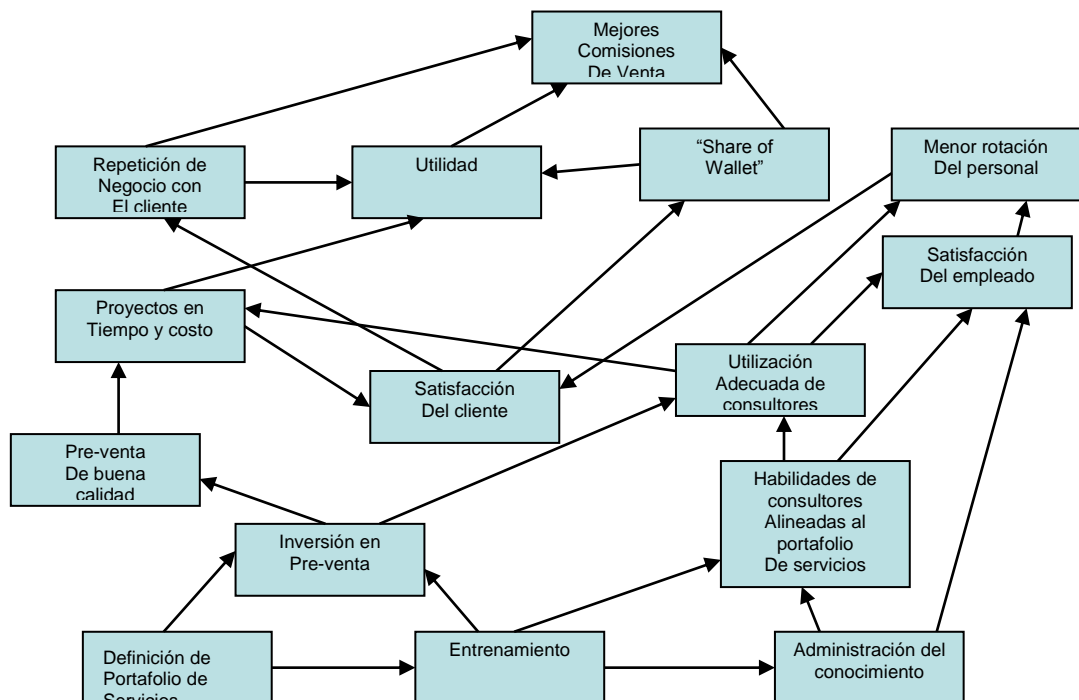 Mejores
Comisiones
De Venta
Repetición de
Negocio con
El cliente
Utilidad
“Share of
Wallet”
Menor rotación
Del personal
Satisfacción
Del empleado
Proyectos en
Tiempo y costo
Utilización
Adecuada de
consultores
Satisfacción
Del cliente
Pre-venta
De buena
calidad
Habilidades de
consultores
Alineadas al
portafolio
De servicios
Inversión en
Pre-venta
Definición de
Portafolio de
Servicios
Entrenamiento
Administración del
conocimiento